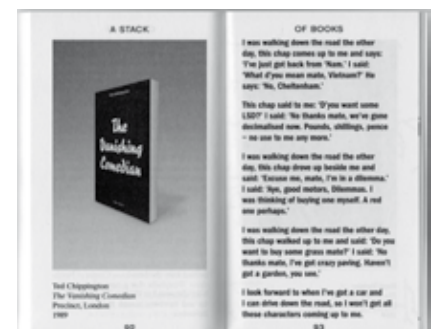 A STACK
The
Vanishing
Comedian
Ted Chippington
The Vanishing Comedian
Precinct, London
1989
OF BOOKS
I was walking down the road the other
day, this chap comes up to me and says:
'I've just got back from 'Nam.' I said:
'What d'you mean mate, Vietnam?' He
says: 'No, Cheltenham.'
This chap said to me: 'D'you want some
LSD?' I said: 'No thanks mate, we've gone
decimalised now. Pounds, shillings, pence
– no use to me any more.'
I was walking down the road the other day,
this chap drove up beside me and
said: 'Excuse me, mate, I'm in a dilemma.'
I said: 'Aye, good motors, Dilemmas. I
was thinking of buying one myself. A red
one perhaps.'
I was walking down the road the other day,
this chap walked up to me and said: 'Do you
want to buy some grass mate?' I said: 'No
thanks mate, I've got crazy paving. Haven't
got a garden, you see.'
I look forward to when I've got a car and
I can drive down the road, so I won't get all
these characters coming up to me.